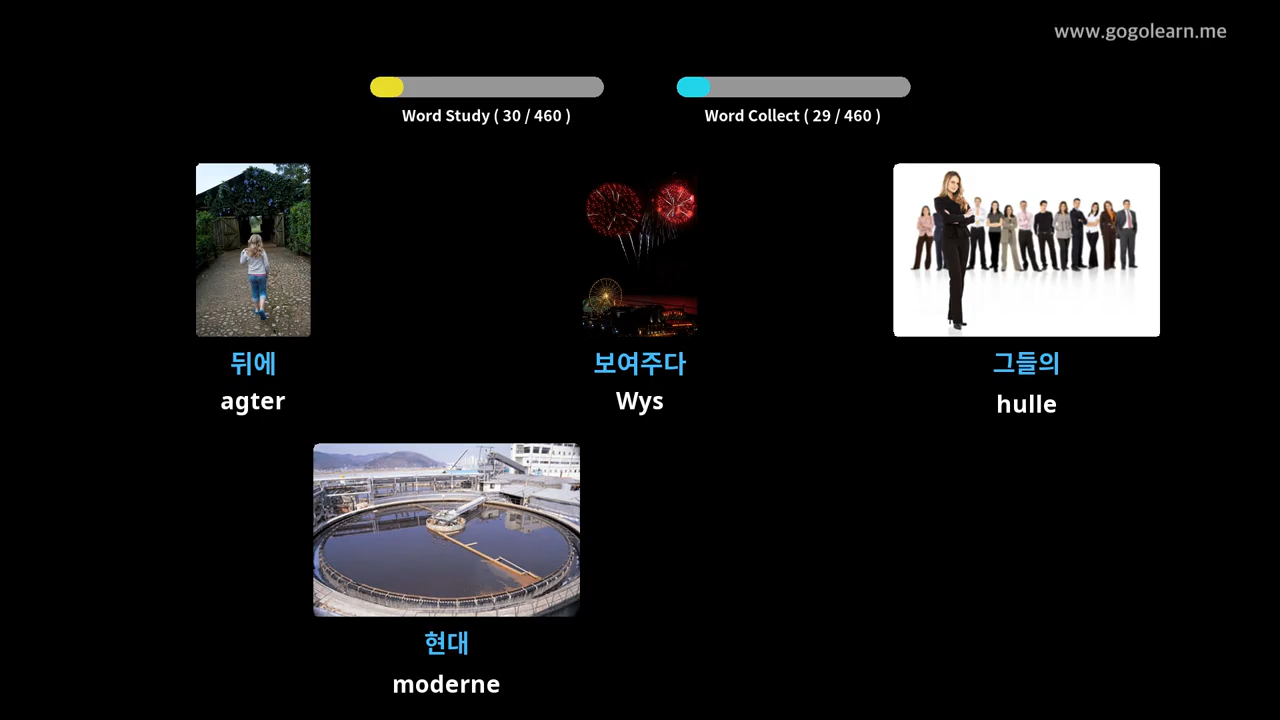 www.gogolearn.me
Word Study ( 30 / 460 )
Word Collect ( 29 / 460 )
뒤에
agter
보여주다
Wys
그들의
hulle
현대
moderne